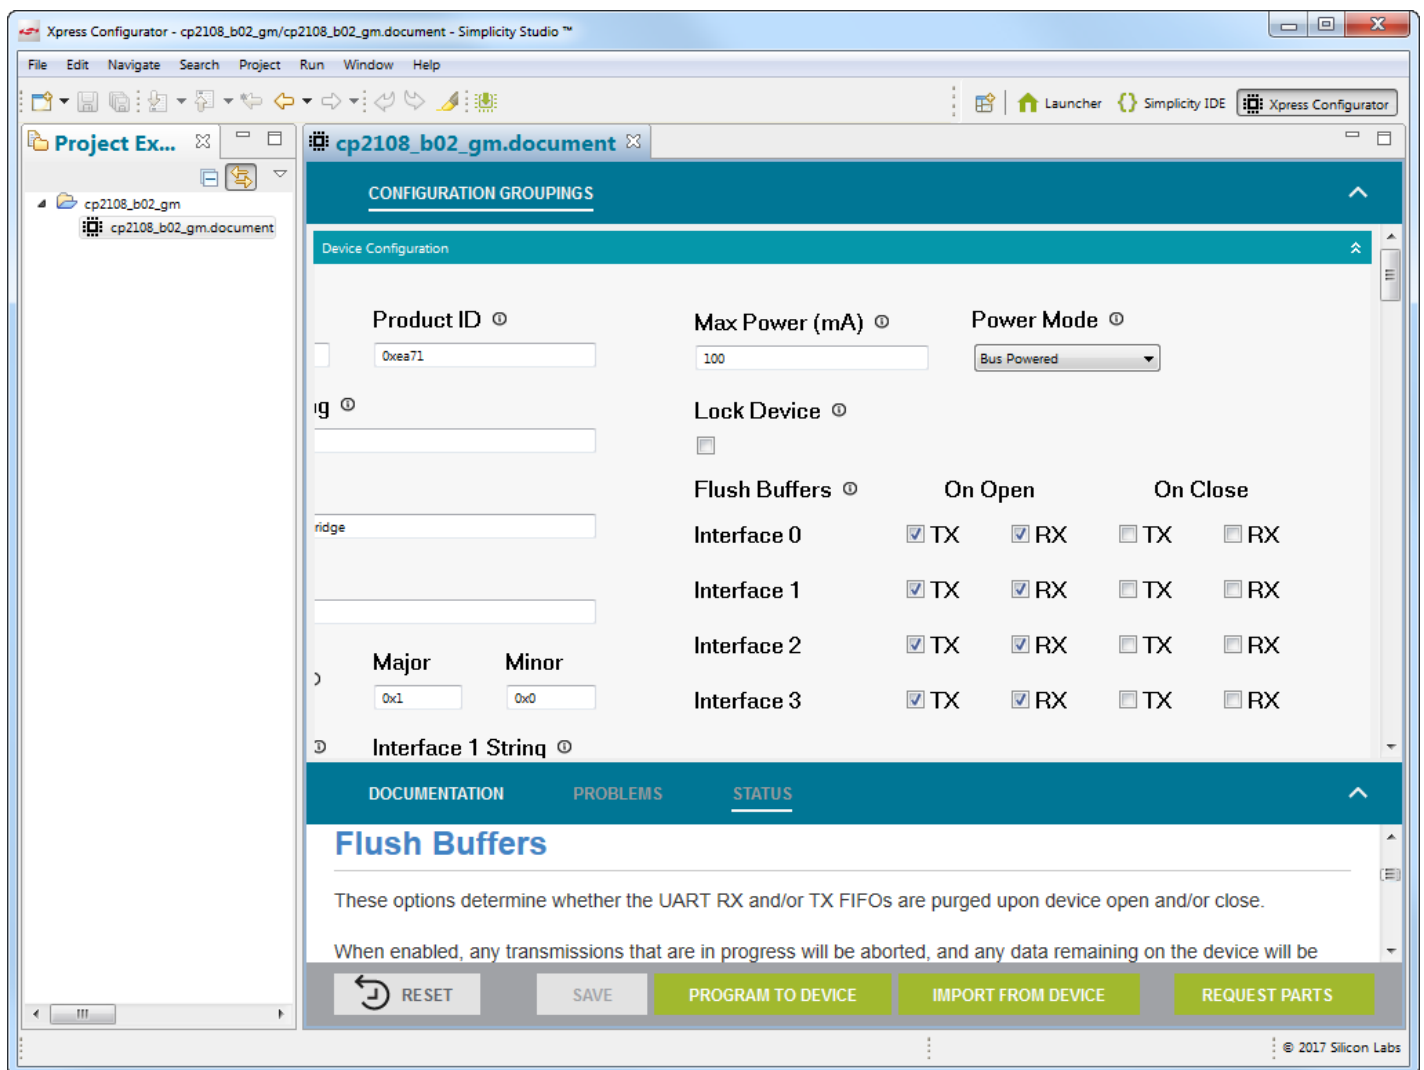 Xpress Configurator - cp2108_b02_gm/cp2108_b02_gm.document - Simplicity Studio ™
File Edit Navigate Search Project Run Window Help
Launcher {} Simplicity IDE Xpress Configurator
Project Ex...
cp2108_b02_gm.document
cp2108_b02_gm
cp2108_b02_gm.document
CONFIGURATION GROUPINGS
Device Configuration
Product ID
Max Power (mA)
Power Mode
0xea71
100
Bus Powered
ng
Lock Device
Flush Buffers On Open On Close
ridge
Interface 0 TX RX TX RX
Interface 1 TX RX TX RX
Interface 2 TX RX TX RX
Major Minor
0x1 0x0
Interface 3 TX RX TX RX
Interface 1 String
DOCUMENTATION PROBLEMS STATUS
Flush Buffers
These options determine whether the UART RX and/or TX FIFOs are purged upon device open and/or close.
When enabled, any transmissions that are in progress will be aborted, and any data remaining on the device will be
RESET SAVE PROGRAM TO DEVICE IMPORT FROM DEVICE REQUEST PARTS
© 2017 Silicon Labs